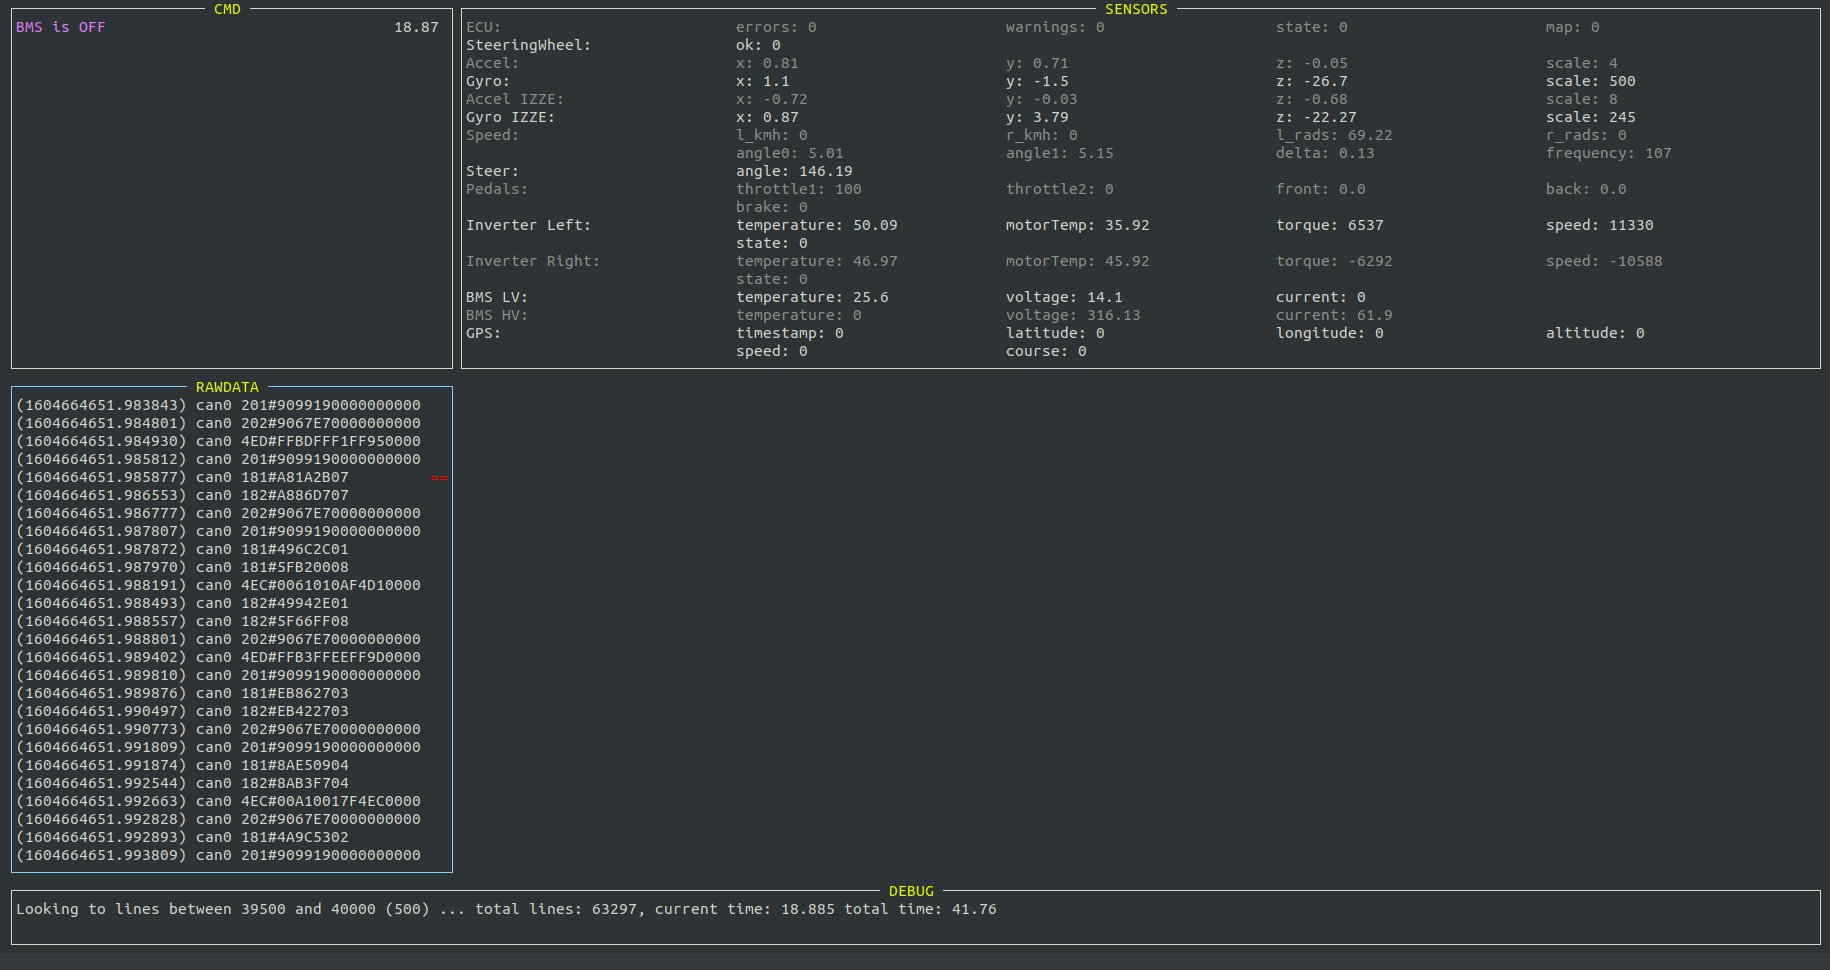 CMD
BMS is OFF 18.87
SENSORS
ECU: errors: 0 warnings: 0 state: 0 map: 0
SteeringWheel: ok: 0
Accel: x: 0.81 y: 0.71 z: -0.05 scale: 4
Gyro: x: 1.1 y: -1.5 z: -26.7 scale: 500
Accel IZZE: x: -0.72 y: -0.03 z: -0.68 scale: 8
Gyro IZZE: x: 0.87 y: 3.79 z: -22.27 scale: 245
Speed: l_kmh: 0 r_kmh: 0 l_rads: 69.22 r_rads: 0
angle0: 5.01 angle1: 5.15 delta: 0.13 frequency: 107
Steer: angle: 146.19
Pedals: throttle1: 100 throttle2: 0 front: 0.0 back: 0.0
brake: 0
Inverter Left: temperature: 50.09 motorTemp: 35.92 torque: 6537 speed: 11330
state: 0
Inverter Right: temperature: 46.97 motorTemp: 45.92 torque: -6292 speed: -10588
state: 0
BMS LV: temperature: 25.6 voltage: 14.1 current: 0
BMS HV: temperature: 0 voltage: 316.13 current: 61.9
GPS: timestamp: 0 latitude: 0 longitude: 0 altitude: 0
speed: 0 course: 0
RAWDATA
(1604664651.983843) can0 201#9099190000000000
(1604664651.984801) can0 202#9067E70000000000
(1604664651.984930) can0 4ED#FFBDFFF1FF950000
(1604664651.985812) can0 201#9099190000000000
(1604664651.985877) can0 181#A81A2B07 ==
(1604664651.986553) can0 182#A886D707
(1604664651.986777) can0 202#9067E70000000000
(1604664651.987807) can0 201#9099190000000000
(1604664651.987872) can0 181#496C2C01
(1604664651.987970) can0 181#5FB20008
(1604664651.988191) can0 4EC#0061010AF4D10000
(1604664651.988493) can0 182#49942E01
(1604664651.988557) can0 182#5F66FF08
(1604664651.988801) can0 202#9067E70000000000
(1604664651.989402) can0 4ED#FFB3FFEEFF9D0000
(1604664651.989810) can0 201#9099190000000000
(1604664651.989876) can0 181#EB862703
(1604664651.990497) can0 182#EB422703
(1604664651.990773) can0 202#9067E70000000000
(1604664651.991809) can0 201#9099190000000000
(1604664651.991874) can0 181#8AE50904
(1604664651.992544) can0 182#8AB3F704
(1604664651.992663) can0 4EC#00A10017F4EC0000
(1604664651.992828) can0 202#9067E70000000000
(1604664651.992893) can0 181#4A9C5302
(1604664651.993809) can0 201#9099190000000000
DEBUG
Looking to lines between 39500 and 40000 (500) ... total lines: 63297, current time: 18.885 total time: 41.76